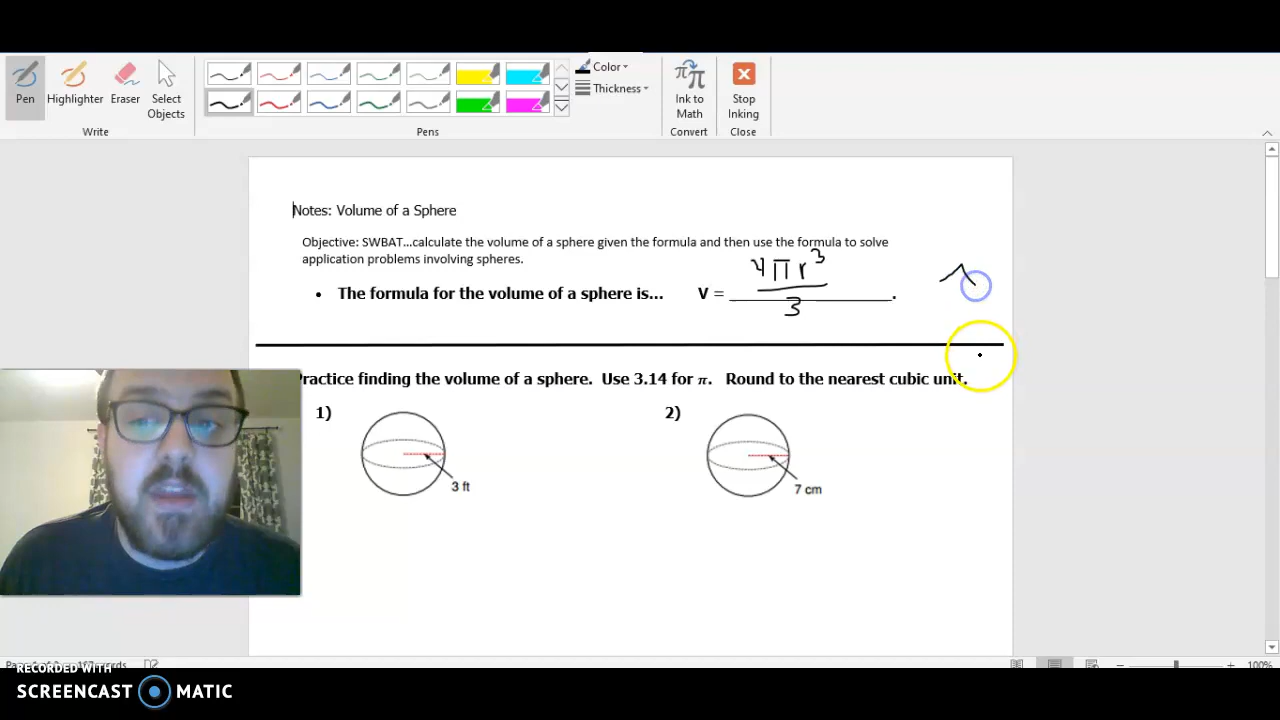 Pen
Highlighter
Eraser
Select
Objects
Write
Pens
Color
Thickness
Ink to
Math
Convert
Stop
Inking
Close
Notes: Volume of a Sphere
Objective: SWBAT...calculate the volume of a sphere given the formula and then use the formula to solve
application problems involving spheres.
• The formula for the volume of a sphere is... V = 4πr³/3.
Practice finding the volume of a sphere. Use 3.14 for π. Round to the nearest cubic unit.
1)
2)
3 ft
7 cm
100%
RECORDED WITH
SCREENCAST MATIC